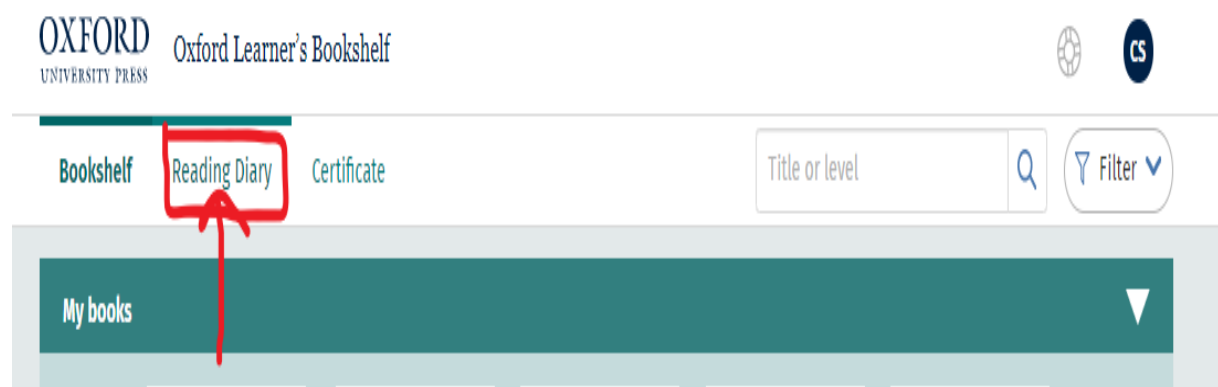 OXFORD
UNIVERSITY PRESS
Oxford Learner's Bookshelf
CS
Bookshelf Reading Diary Certificate
Title or level
Filter
My books